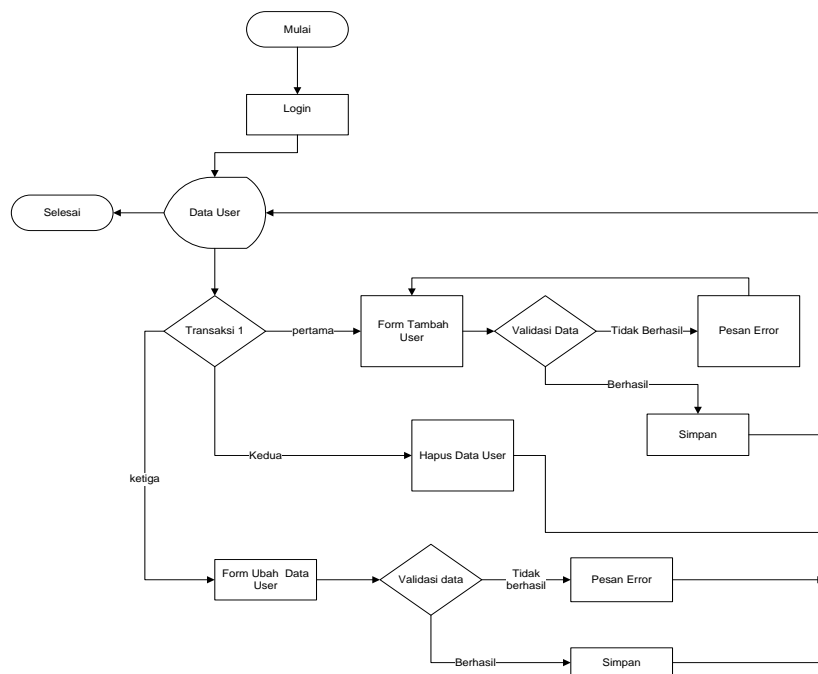 Mulai
Login
Selesai
Data User
Transaksi 1
pertama
Form Tambah
User
Validasi Data
Tidak Berhasil
Pesan Error
Berhasil
Simpan
Kedua
Hapus Data User
ketiga
Form Ubah  Data
User
Validasi data
Tidak
berhasil
Pesan Error
Berhasil
Simpan